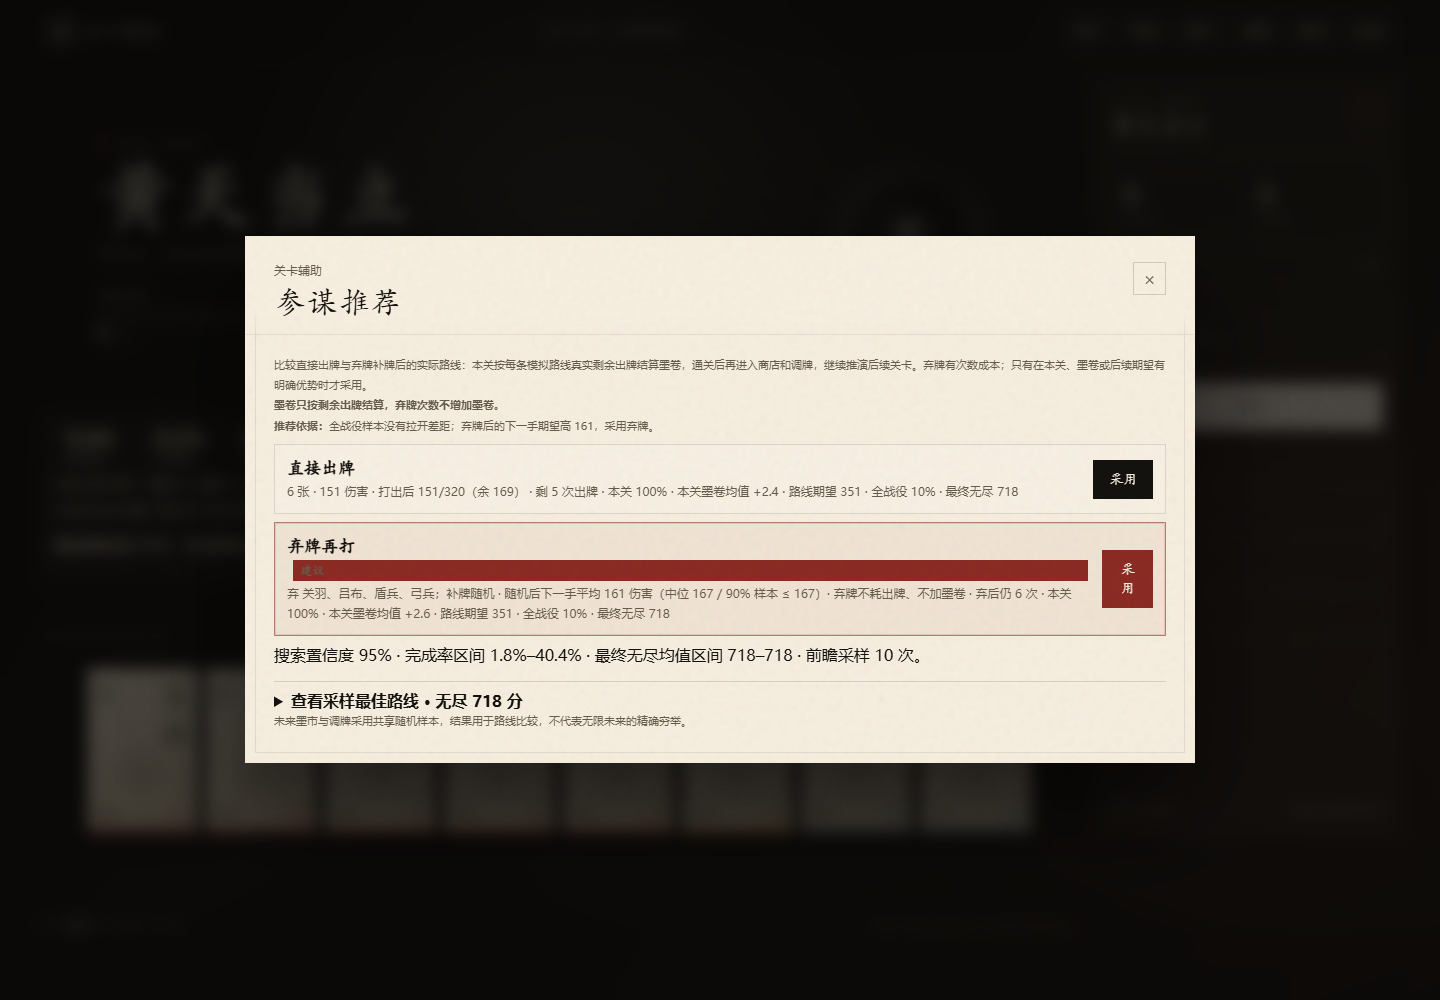 关卡辅助
参谋推荐
×
比较直接出牌与弃牌补牌后的实际路线：本关按每条模拟路线真实剩余出牌结算墨卷，通关后再进入商店和调牌，继续推演后续关卡。弃牌有次数成本；只有在本关、墨卷或后续期望有
明确优势时才采用。
墨卷只按剩余出牌结算，弃牌次数不增加墨卷。
推荐依据：全战役样本没有拉开差距；弃牌后的下一手期望高 161，采用弃牌。
直接出牌
6 张 · 151 伤害 · 打出后 151/320（余 169） · 剩 5 次出牌 · 本关 100% · 本关墨卷均值 +2.4 · 路线期望 351 · 全战役 10% · 最终无尽 718
采用
弃牌再打
建议
弃 关羽、吕布、盾兵、弓兵；补牌随机 · 随机后下一手平均 161 伤害（中位 167 / 90% 样本 ≤ 167） · 弃牌不耗出牌、不加墨卷 · 弃后仍 6 次 · 本关
100% · 本关墨卷均值 +2.6 · 路线期望 351 · 全战役 10% · 最终无尽 718
采
用
搜索置信度 95% · 完成率区间 1.8%–40.4% · 最终无尽均值区间 718–718 · 前瞻采样 10 次。
▶ 查看采样最佳路线 • 无尽 718 分
未来墨市与调牌采用共享随机样本，结果用于路线比较，不代表无限未来的精确穷举。
黄天当立